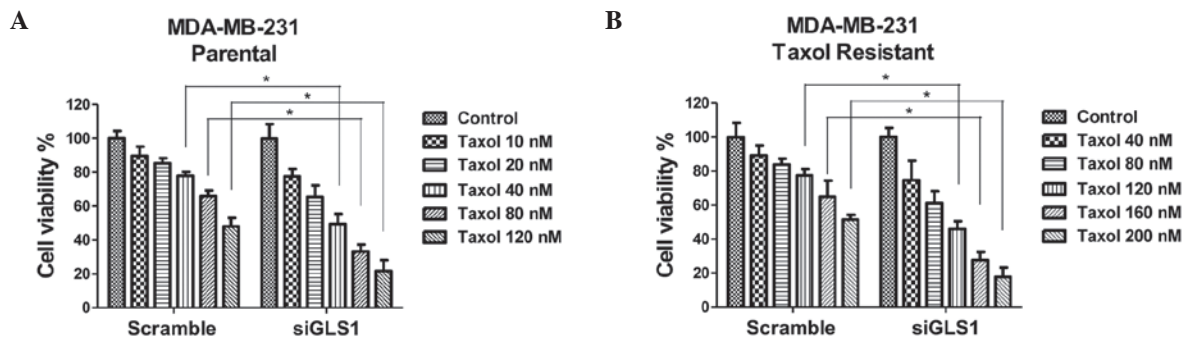 A
MDA-MB-231
Parental
*
*
*
Cell viability %
120
100
80
60
40
20
0
Scramble
siGLS1
Control
Taxol 10 nM
Taxol 20 nM
Taxol 40 nM
Taxol 80 nM
Taxol 120 nM
B
MDA-MB-231
Taxol Resistant
*
*
*
Cell viability %
120
100
80
60
40
20
0
Scramble
siGLS1
Control
Taxol 40 nM
Taxol 80 nM
Taxol 120 nM
Taxol 160 nM
Taxol 200 nM